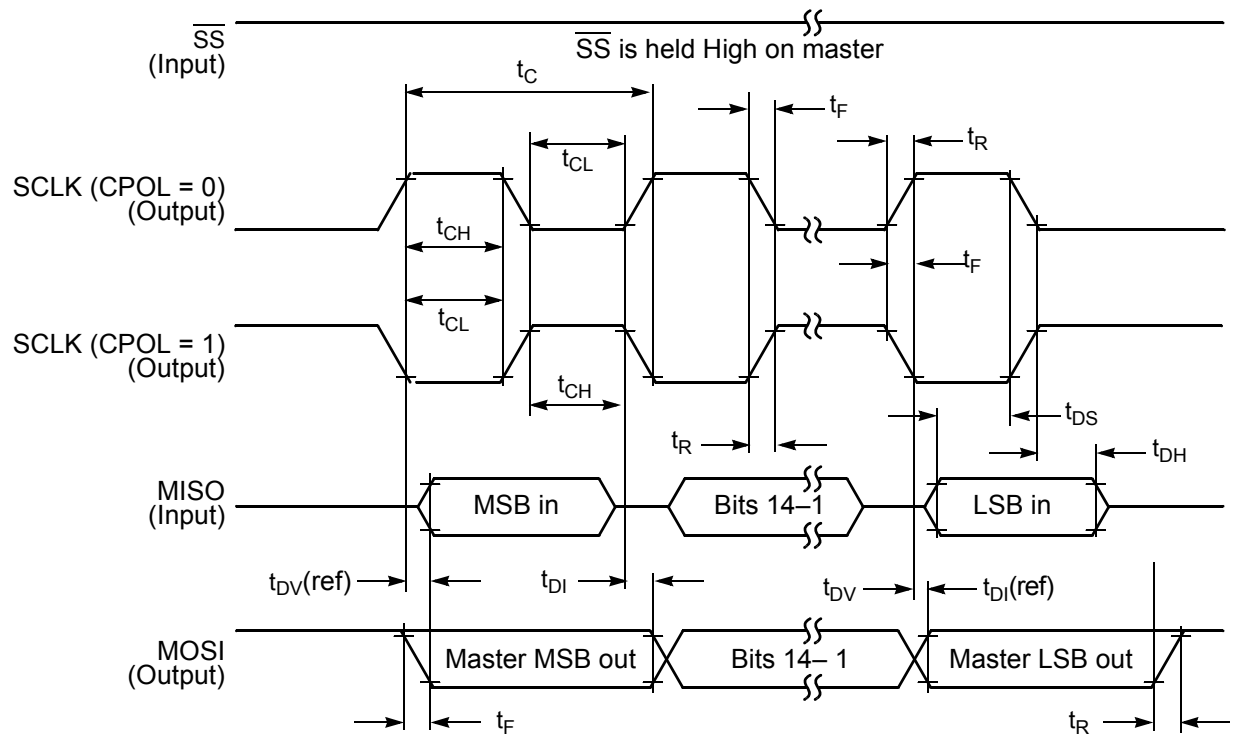 SS
(Input)
SS is held High on master
tC
tF
tR
tCL
SCLK (CPOL = 0)
(Output)
tCH
tF
tCL
SCLK (CPOL = 1)
(Output)
tCH
tDS
tR
tDH
MISO
(Input)
MSB in
Bits 14–1
LSB in
tDV(ref)
tDI
tDV
tDI(ref)
MOSI
(Output)
Master MSB out
Bits 14– 1
Master LSB out
tF
tR